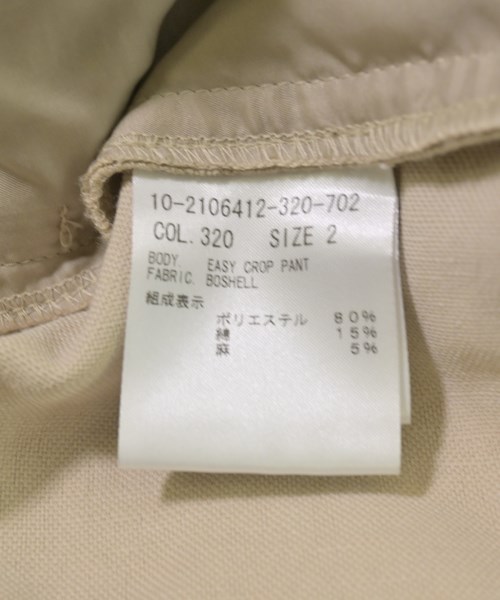 10-2106412-320-702
COL. 320 SIZE 2
BODY. EASY CROP PANT
FABRIC. BOSHELL
組成表示
ポリエステル 80%
綿 15%
麻 5%